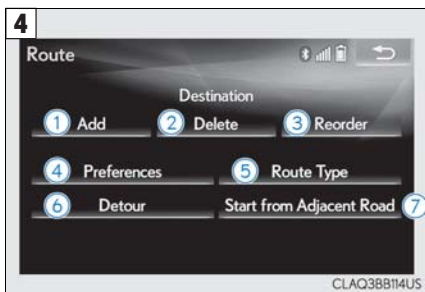 4
Route
Destination
1 Add 2 Delete 3 Reorder
4 Preferences 5 Route Type
6 Detour Start from Adjacent Road 7
CLAQ3BB114US